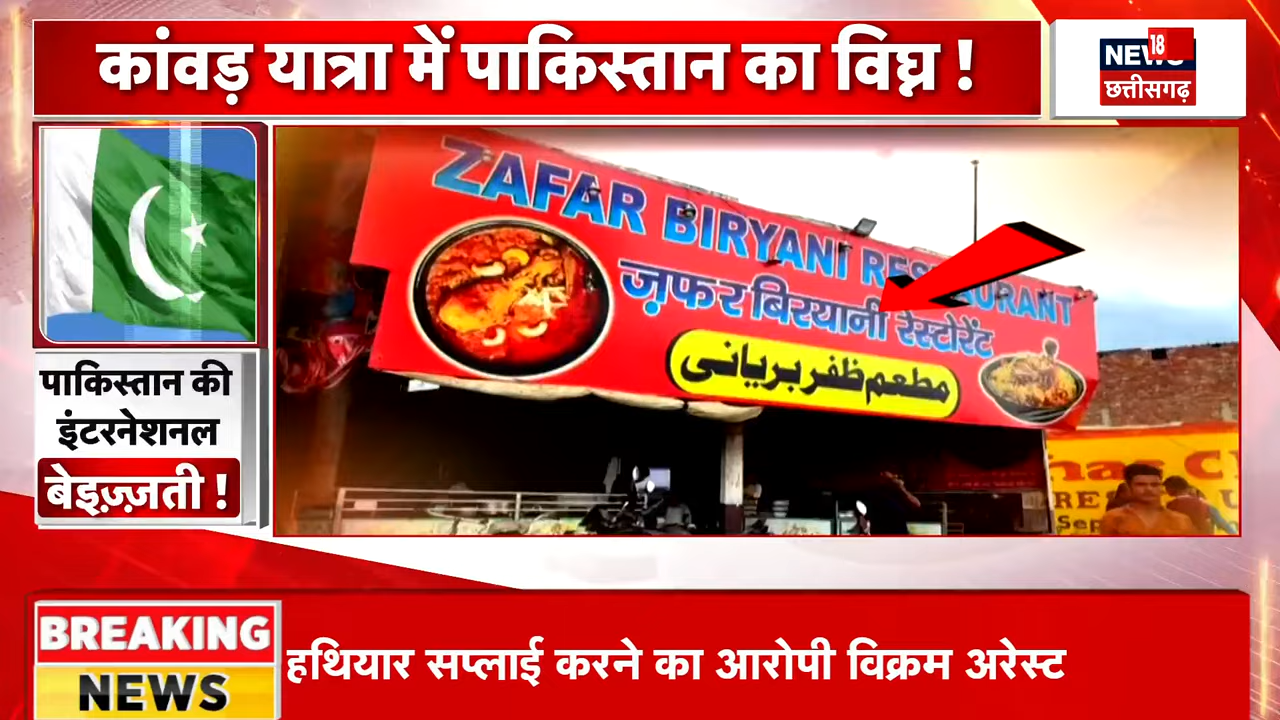 कांवड़ यात्रा में पाकिस्तान का विघ्न !
NEWS 18
छत्तीसगढ़
ZAFAR BIRYANI RESTAURANT
ज़फर बिरयानी रेस्टोरेंट
مطعم ظفر بریانی
पाकिस्तान की
इंटरनेशनल
बेइज़्ज़ती !
BREAKING
NEWS
हथियार सप्लाई करने का आरोपी विक्रम अरेस्ट